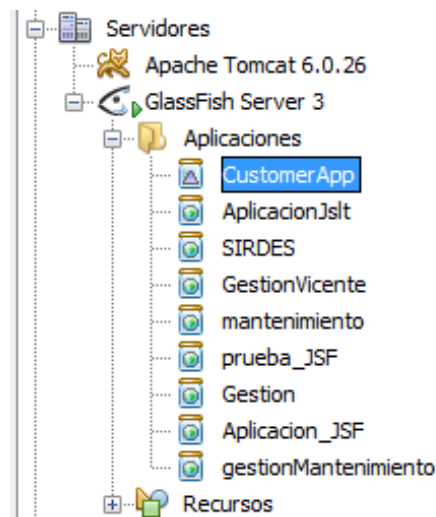 Servidores
Apache Tomcat 6.0.26
GlassFish Server 3
Aplicaciones
CustomerApp
AplicacionJslt
SIRDES
GestionVicente
mantenimiento
prueba_JSF
Gestion
Aplicacion_JSF
gestionMantenimiento
Recursos